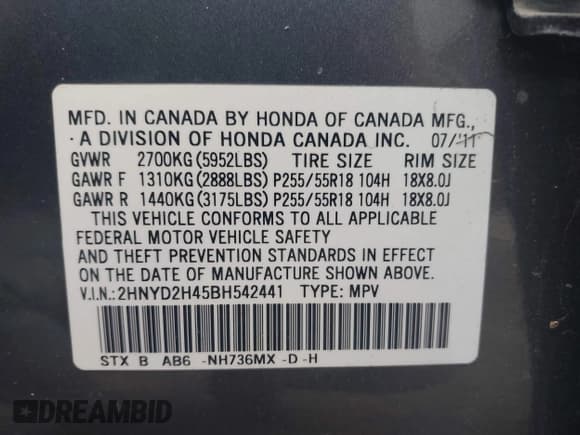 MFD. IN CANADA BY HONDA OF CANADA MFG.,
A DIVISION OF HONDA CANADA INC. 07/'11
GVWR 2700KG (5952LBS) TIRE SIZE RIM SIZE
GAWR F 1310KG (2888LBS) P255/55R18 104H 18X8.0J
GAWR R 1440KG (3175LBS) P255/55R18 104H 18X8.0J
THIS VEHICLE CONFORMS TO ALL APPLICABLE
FEDERAL MOTOR VEHICLE SAFETY
AND THEFT PREVENTION STANDARDS IN EFFECT
ON THE DATE OF MANUFACTURE SHOWN ABOVE.
V.I.N.:2HNYD2H45BH542441 TYPE: MPV
STX B AB6 -NH736MX -D -H
DREAMBID